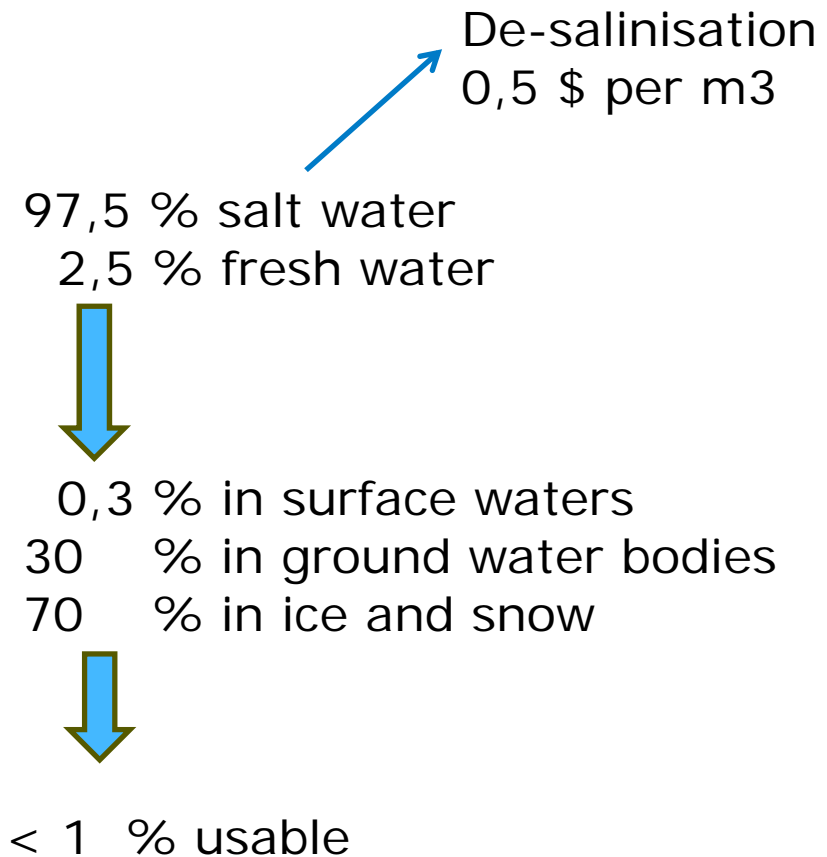 De-salinisation
0,5 $ per m3
97,5 % salt water
2,5 % fresh water
0,3 % in surface waters
30 % in ground water bodies
70 % in ice and snow
< 1 % usable